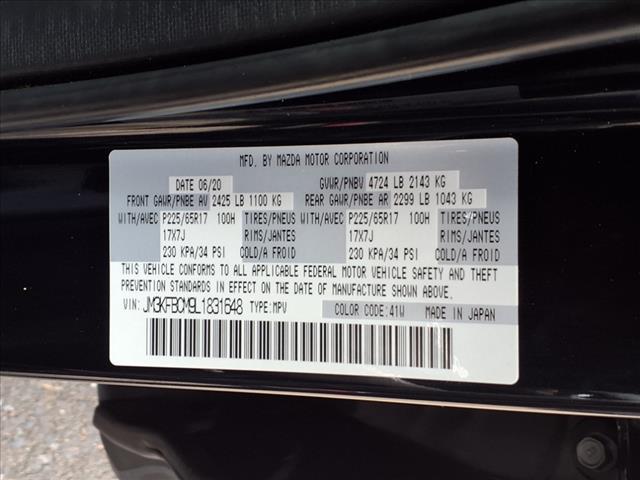 MFD. BY MAZDA MOTOR CORPORATION
DATE 06/20 GVWR/PNBV 4724 LB 2143 KG
FRONT GAWR/PNBE AV 2425 LB 1100 KG REAR GAWR/PNBE AR 2299 LB 1043 KG
WITH/AVEC P225/65R17 100H TIRES/PNEUS WITH/AVEC P225/65R17 100H TIRES/PNEUS
17X7J RIMS/JANTES 17X7J RIMS/JANTES
230 KPA/34 PSI COLD/A FROID 230 KPA/34 PSI COLD/A FROID
THIS VEHICLE CONFORMS TO ALL APPLICABLE FEDERAL MOTOR VEHICLE SAFETY AND THEFT
PREVENTION STANDARDS IN EFFECT ON THE DATE OF MANUFACTURE SHOWN ABOVE.
VIN: JM3KFBCM9L1831648 TYPE: MPV COLOR CODE: 41W MADE IN JAPAN